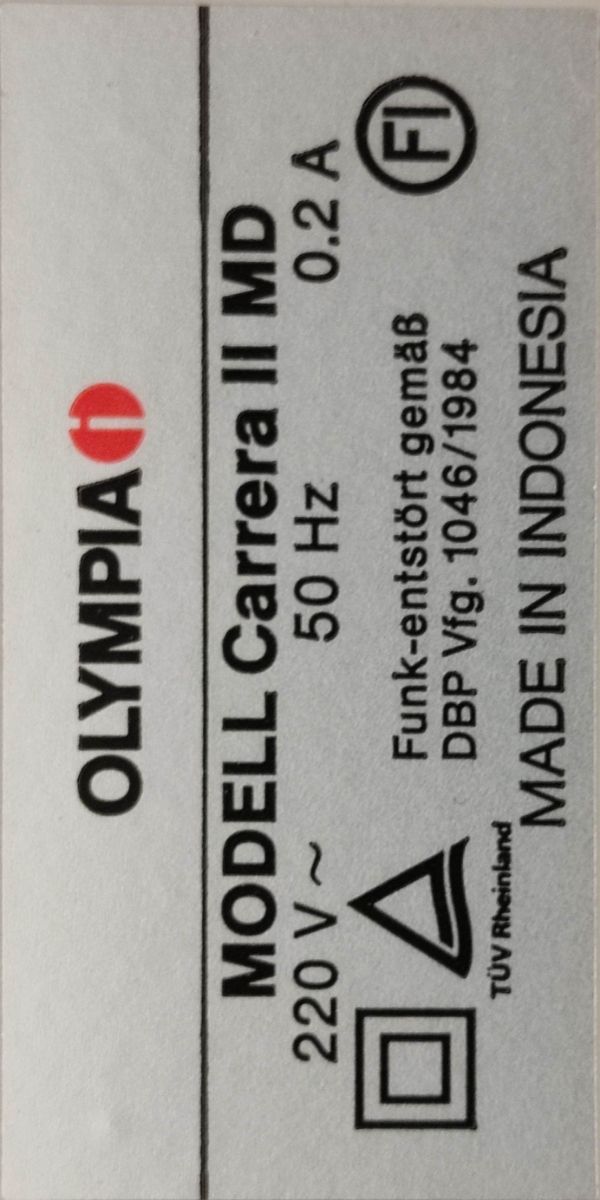 OLYMPIA
MODELL Carrera II MD
220 V ~ 50 Hz 0.2 A
Funk-entstört gemäß
DBP Vfg. 1046/1984
FI
TÜV Rheinland
MADE IN INDONESIA